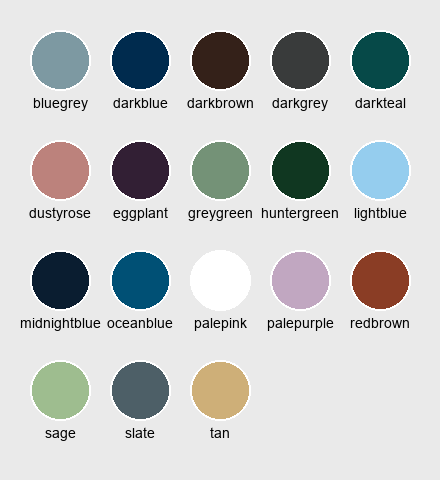 bluegrey darkblue darkbrown darkgrey darkteal
dustyrose eggplant greygreen huntergreen lightblue
midnightblue oceanblue palepink palepurple redbrown
sage slate tan